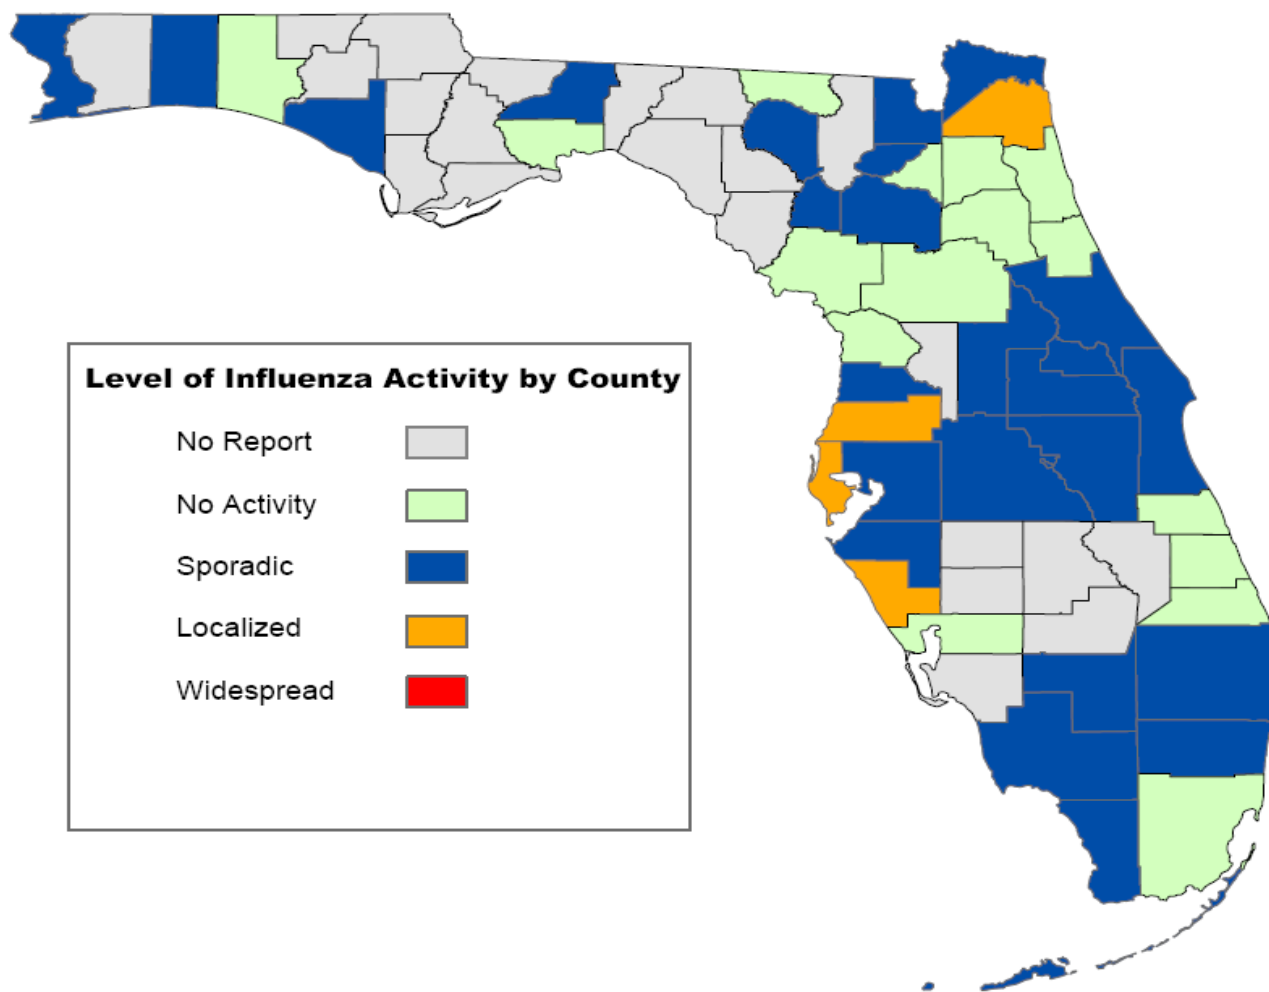 Level of Influenza Activity by County
No Report
No Activity
Sporadic
Localized
Widespread